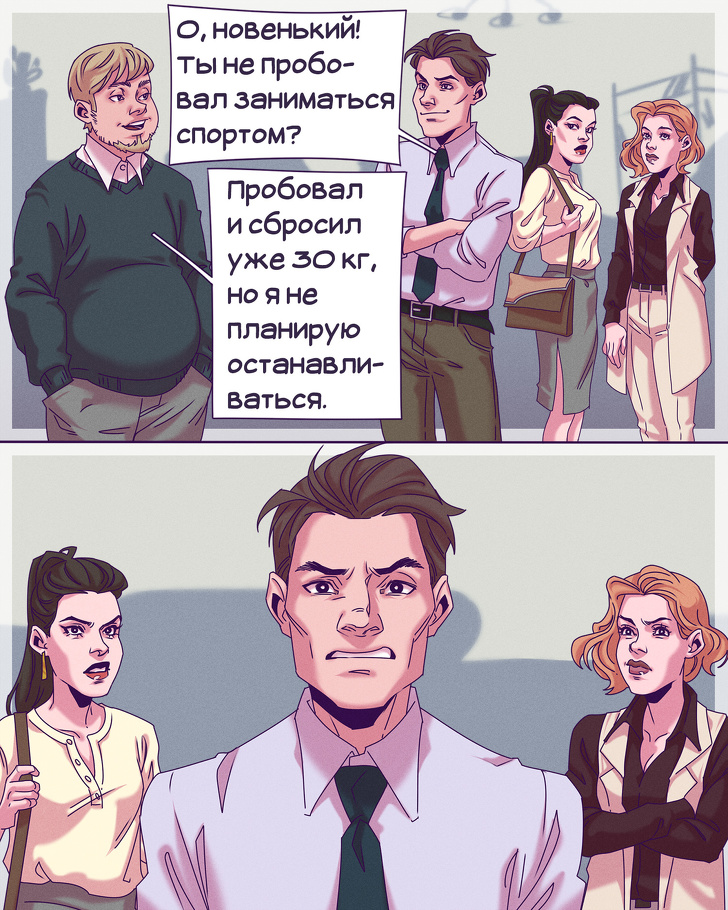 О, новенький!
Ты не пробо-
вал заниматься
спортом?
Пробовал
и сбросил
уже 30 кг,
но я не
планирую
останавли-
ваться.